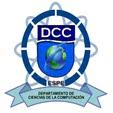 DCC
ESPE
DEPARTAMENTO DE
CIENCIAS DE LA COMPUTACIÓN